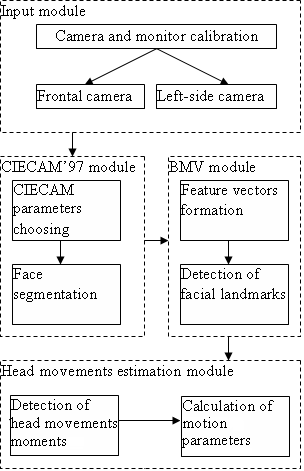 Input module
Camera and monitor calibration
Frontal camera
Left-side camera
CIECAM'97 module
CIECAM
parameters
choosing
Face
segmentation
BMV module
Feature vectors
formation
Detection of
facial landmarks
Head movements estimation module
Detection of
head movements
moments
Calculation of
motion
parameters